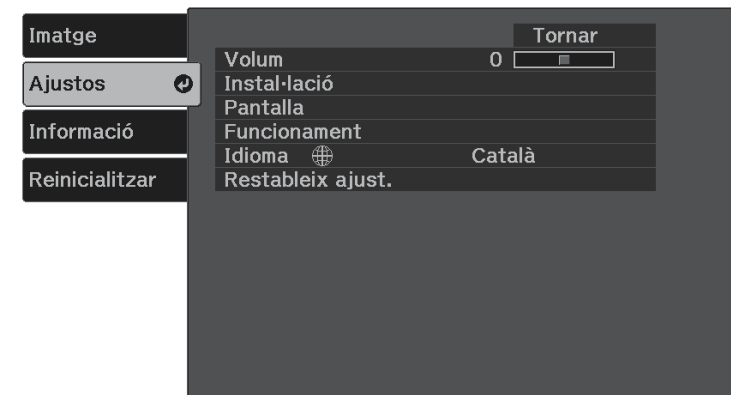 Imatge
Ajustos
Informació
Reinicialitzar
Tornar
Volum 0
Instal·lació
Pantalla
Funcionament
Idioma Català
Restableix ajust.